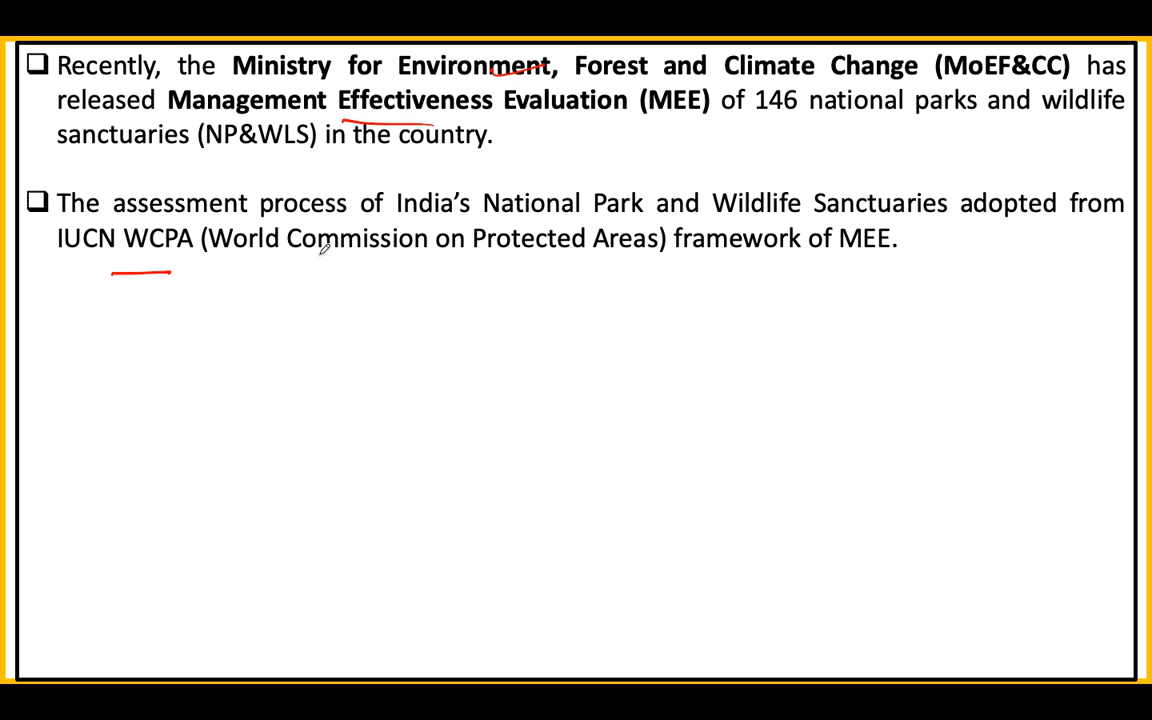 Recently, the Ministry for Environment, Forest and Climate Change (MoEF&CC) has
released Management Effectiveness Evaluation (MEE) of 146 national parks and wildlife
sanctuaries (NP&WLS) in the country.
The assessment process of India’s National Park and Wildlife Sanctuaries adopted from
IUCN WCPA (World Commission on Protected Areas) framework of MEE.